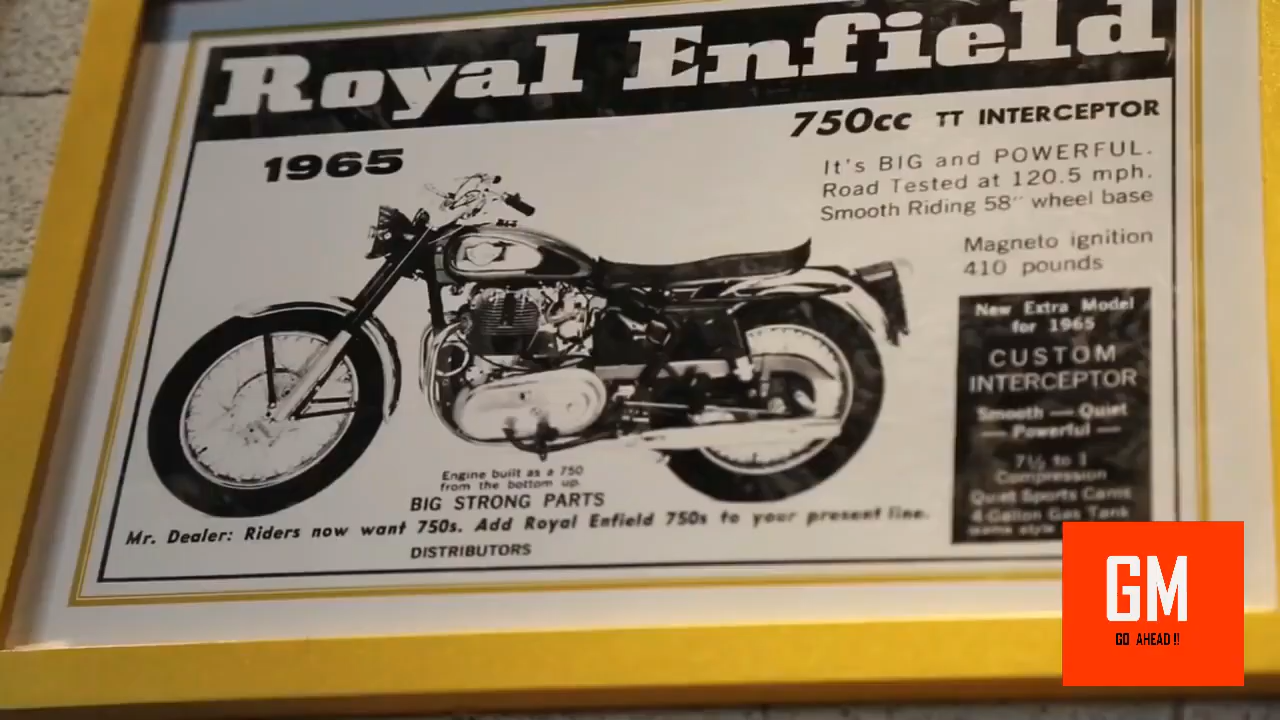 Royal Enfield
750cc TT INTERCEPTOR
1965
It's BIG and POWERFUL.
Road Tested at 120.5 mph.
Smooth Riding 58" wheel base
Magneto ignition
410 pounds
New Extra Model
for 1965
CUSTOM
INTERCEPTOR
Smooth — Quiet
— Powerful —
7½ to 1
Compression
Quiet Sports Cams
4 Gallon Gas Tank
Engine built as a 750
from the bottom up.
BIG STRONG PARTS
Mr. Dealer: Riders now want 750s. Add Royal Enfield 750s to your present line.
DISTRIBUTORS
GM
GO AHEAD!!